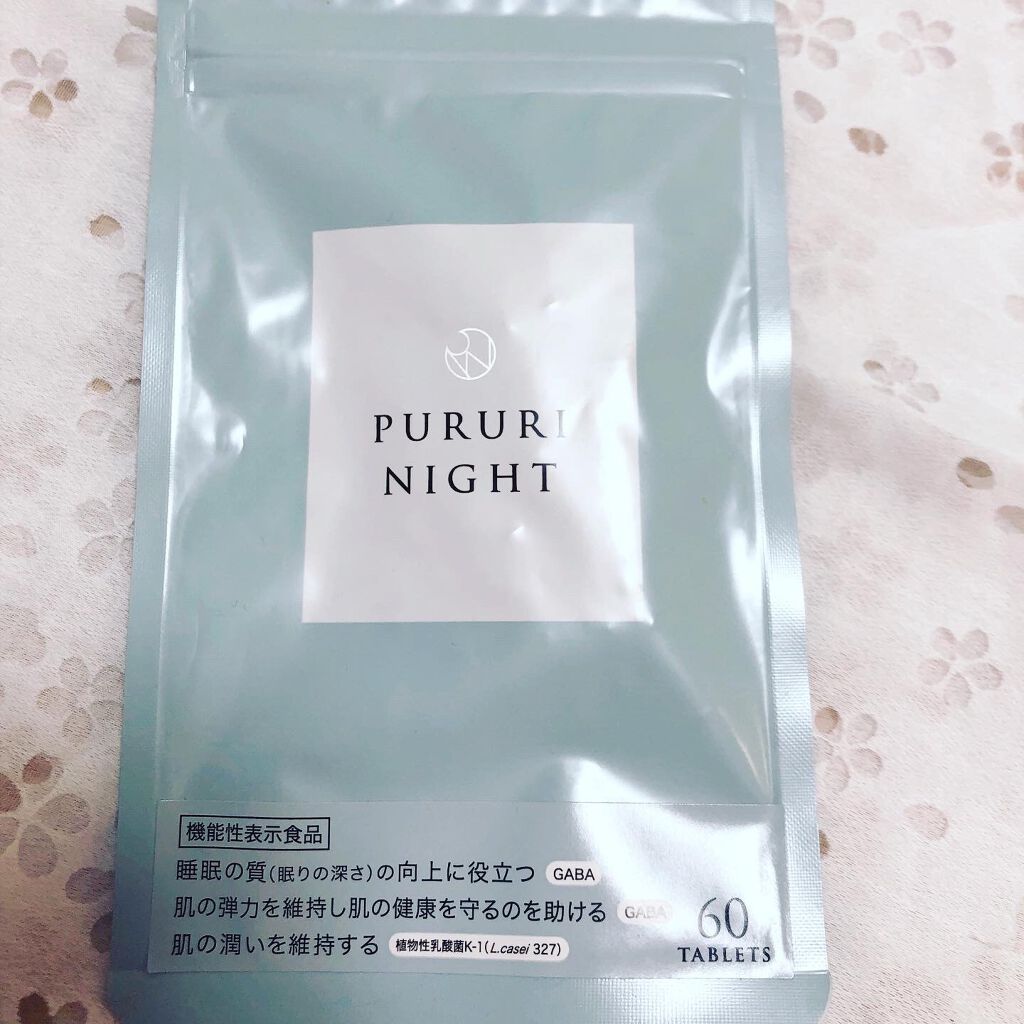 PURURI
NIGHT
機能性表示食品
睡眠の質(眠りの深さ)の向上に役立つ GABA
肌の弾力を維持し肌の健康を守るのを助ける GABA
肌の潤いを維持する 植物性乳酸菌K-1(L.casei 327)
60
TABLETS